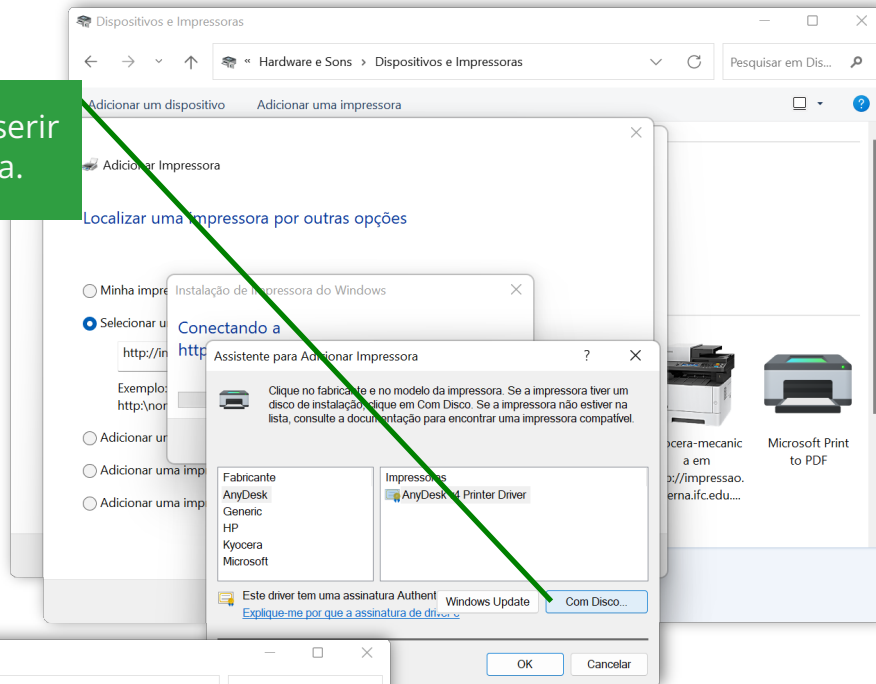 Dispositivos e Impressoras
« Hardware e Sons > Dispositivos e Impressoras
Pesquisar em Dis...
Adicionar um dispositivo
Adicionar uma impressora
serir
a.
Adicionar Impressora
Localizar uma impressora por outras opções
Minha impre
Selecionar u
http://in
Exemplo:
http:\nor
Adicionar ur
Adicionar uma imp
Adicionar uma imp
Instalação de Impressora do Windows
Conectando a
http
Assistente para Adicionar Impressora
?
Clique no fabricante e no modelo da impressora. Se a impressora tiver um
disco de instalação, clique em Com Disco. Se a impressora não estiver na
lista, consulte a documentação para encontrar uma impressora compatível.
Fabricante
AnyDesk
Generic
HP
Kyocera
Microsoft
Impressoras
AnyDesk v4 Printer Driver
Este driver tem uma assinatura Authent
Explique-me por que a assinatura de driver é
Windows Update
Com Disco...
OK
Cancelar
ocera-mecanic
a em
p://impressao.
erna.ifc.edu....
Microsoft Print
to PDF
?